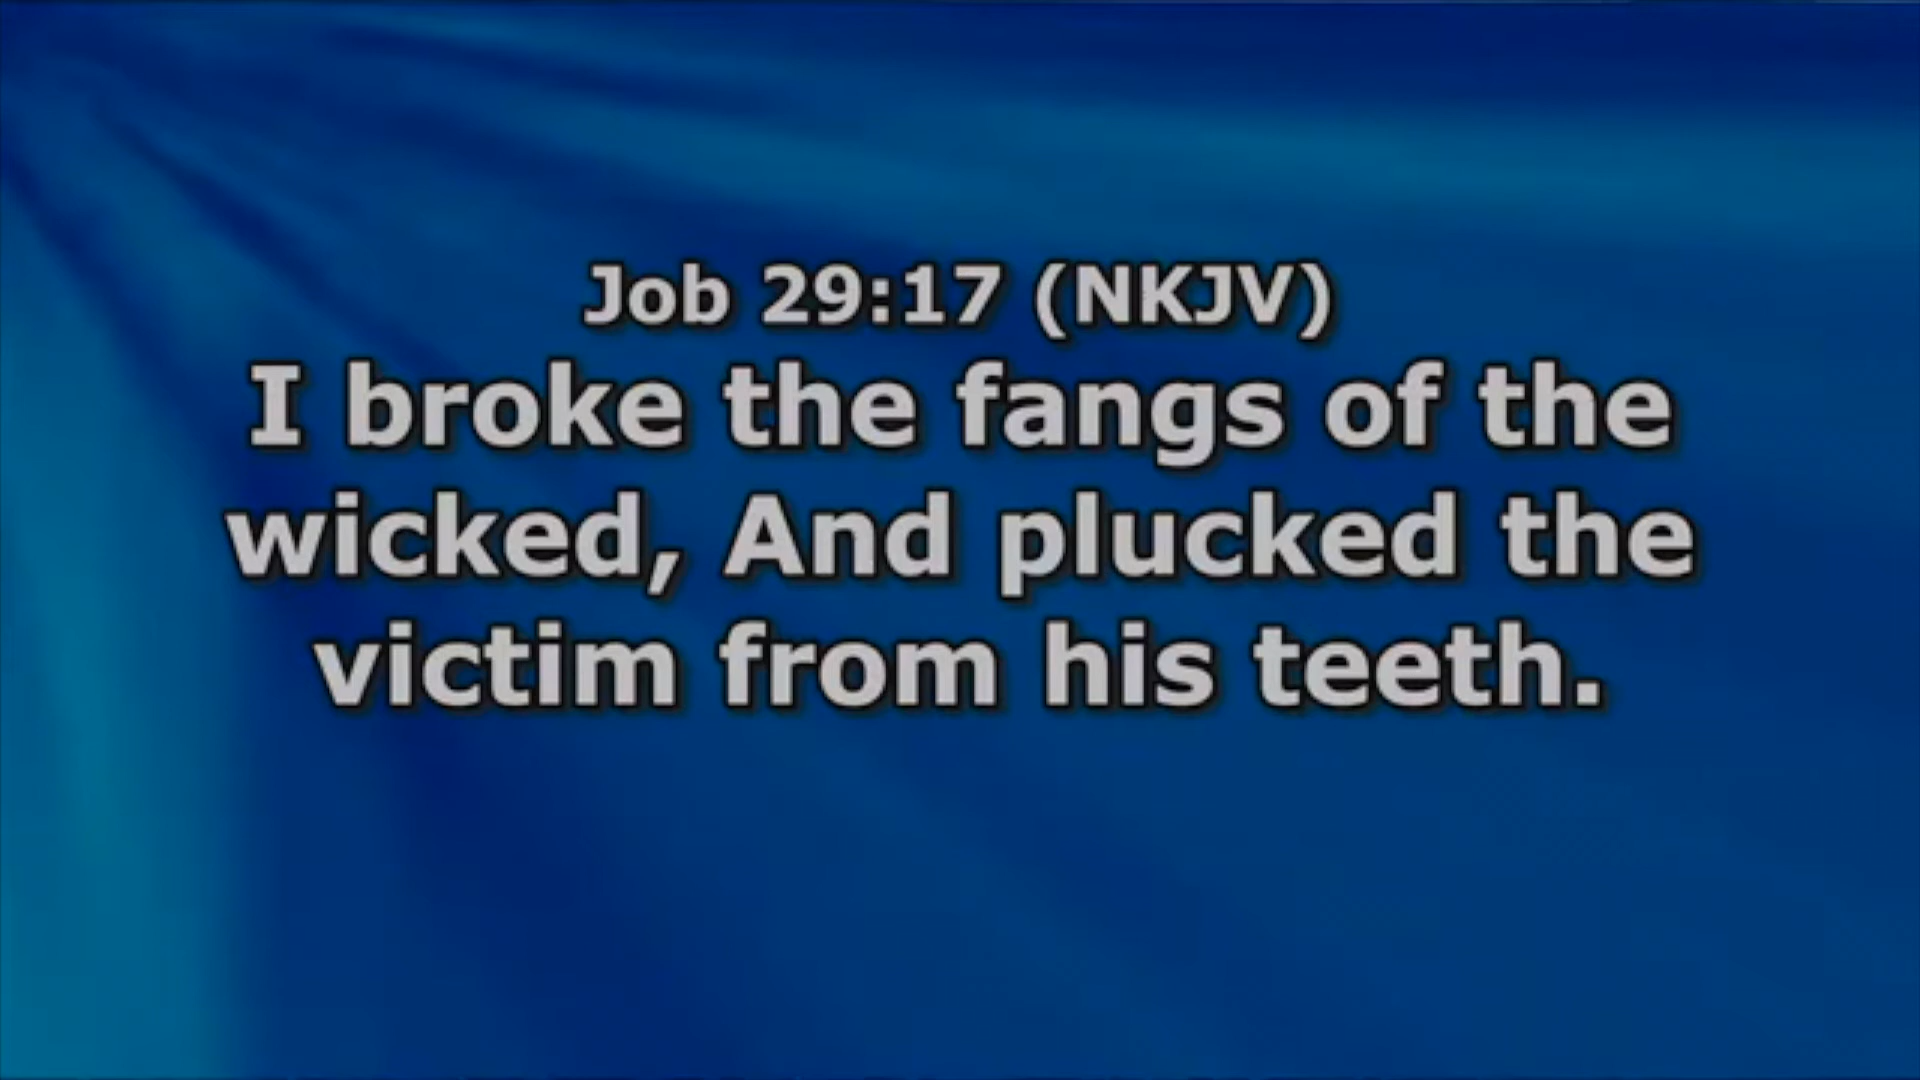 Job 29:17 (NKJV)
I broke the fangs of the
wicked, And plucked the
victim from his teeth.